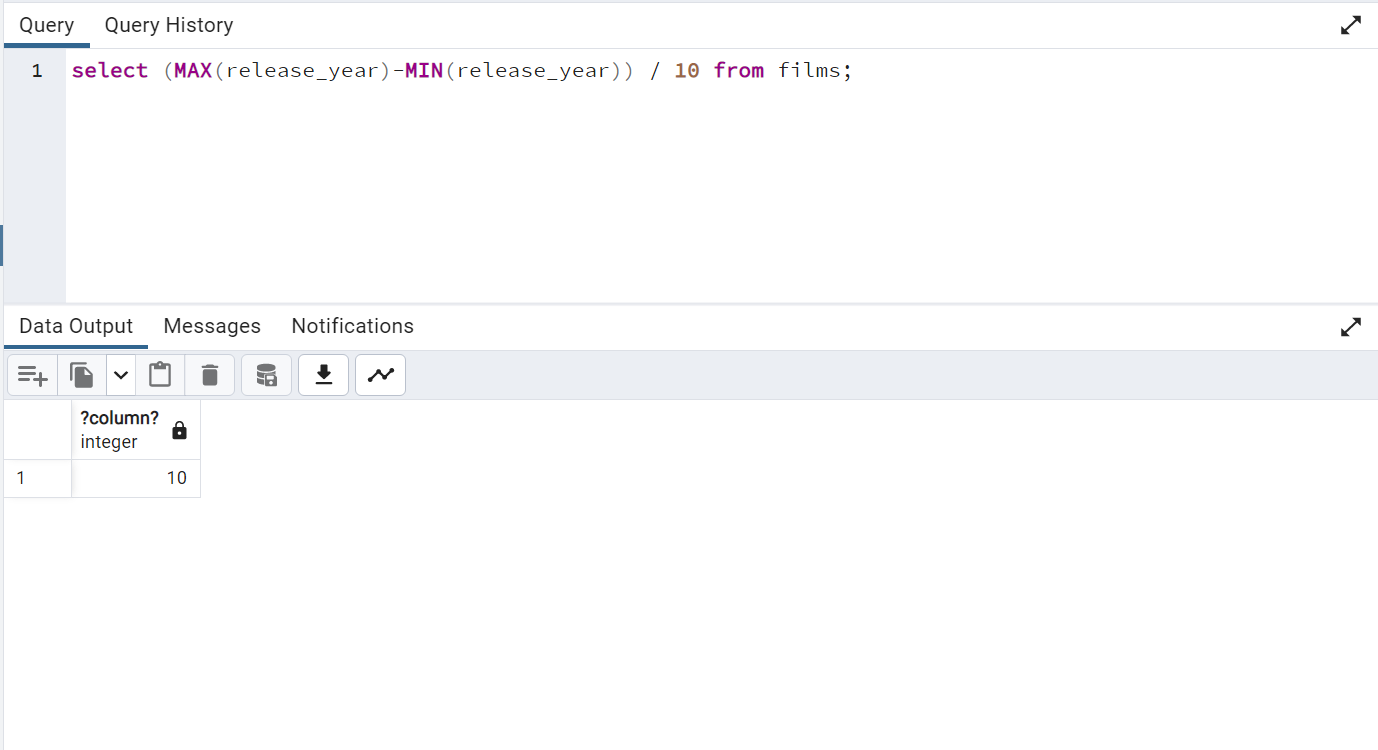 Query Query History
1 select (MAX(release_year)-MIN(release_year)) / 10 from films;
Data Output Messages Notifications
?column?
integer
1 10